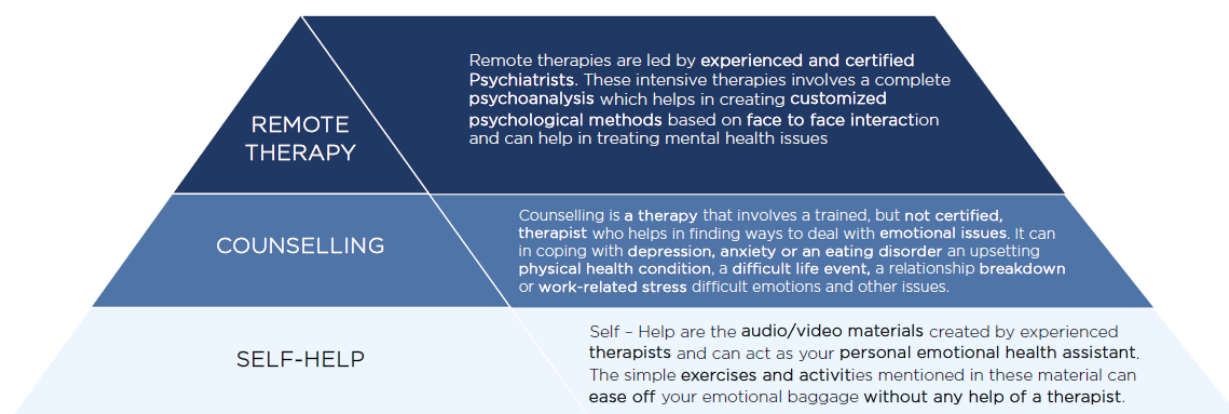 REMOTE
THERAPY
Remote therapies are led by experienced and certified
Psychiatrists. These intensive therapies involves a complete
psychoanalysis which helps in creating customized
psychological methods based on face to face interaction
and can help in treating mental health issues
COUNSELLING
Counselling is a therapy that involves a trained, but not certified,
therapist who helps in finding ways to deal with emotional issues. It can
in coping with depression, anxiety or an eating disorder an upsetting
physical health condition, a difficult life event, a relationship breakdown
or work-related stress difficult emotions and other issues.
SELF-HELP
Self – Help are the audio/video materials created by experienced
therapists and can act as your personal emotional health assistant.
The simple exercises and activities mentioned in these material can
ease off your emotional baggage without any help of a therapist.